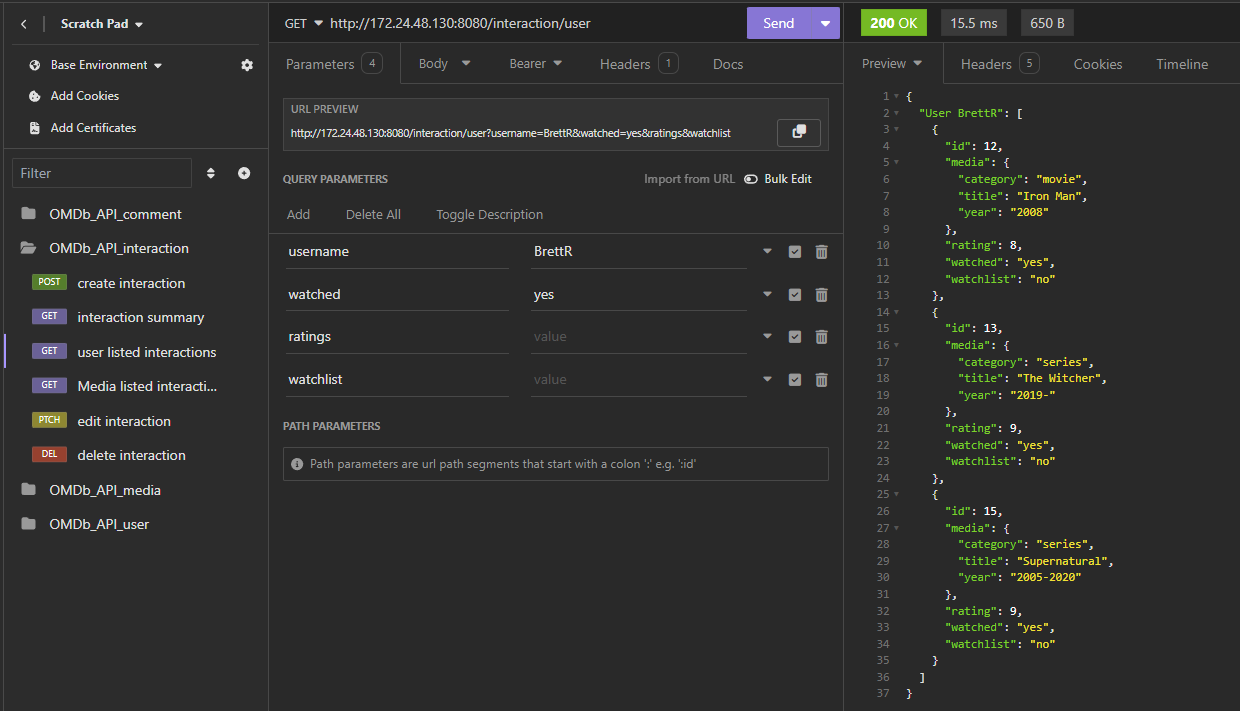 Scratch Pad
Base Environment
Add Cookies
Add Certificates
Filter
OMDb_API_comment
OMDb_API_interaction
POST create interaction
GET interaction summary
GET user listed interactions
GET Media listed interacti...
PTCH edit interaction
DEL delete interaction
OMDb_API_media
OMDb_API_user
GET http://172.24.48.130:8080/interaction/user Send
Parameters 4 Body Bearer Headers 1 Docs
URL PREVIEW
http://172.24.48.130:8080/interaction/user?username=BrettR&watched=yes&ratings&watchlist
QUERY PARAMETERS Import from URL Bulk Edit
Add Delete All Toggle Description
username BrettR
watched yes
ratings value
watchlist value
PATH PARAMETERS
Path parameters are url path segments that start with a colon ':' e.g. ':id'
200 OK 15.5 ms 650 B
Preview Headers 5 Cookies Timeline
1 {
2 "User BrettR": [
3 {
4 "id": 12,
5 "media": {
6 "category": "movie",
7 "title": "Iron Man",
8 "year": "2008"
9 },
10 "rating": 8,
11 "watched": "yes",
12 "watchlist": "no"
13 },
14 {
15 "id": 13,
16 "media": {
17 "category": "series",
18 "title": "The Witcher",
19 "year": "2019-"
20 },
21 "rating": 9,
22 "watched": "yes",
23 "watchlist": "no"
24 },
25 {
26 "id": 15,
27 "media": {
28 "category": "series",
29 "title": "Supernatural",
30 "year": "2005-2020"
31 },
32 "rating": 9,
33 "watched": "yes",
34 "watchlist": "no"
35 }
36 ]
37 }